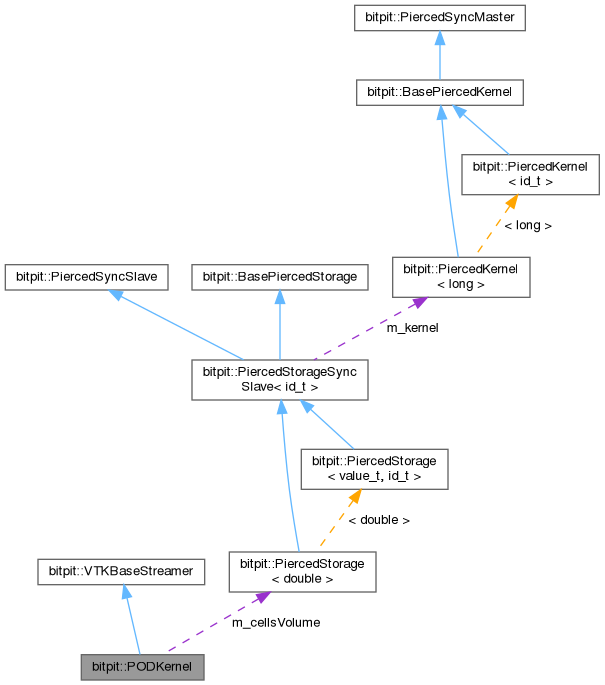 bitpit::PiercedSyncMaster
bitpit::BasePiercedKernel
bitpit::PiercedKernel
< id_t >
< long >
bitpit::PiercedSyncSlave
bitpit::BasePiercedStorage
bitpit::PiercedKernel
< long >
m_kernel
bitpit::PiercedStorageSync
Slave< id_t >
bitpit::PiercedStorage
< value_t, id_t >
< double >
bitpit::VTKBaseStreamer
bitpit::PiercedStorage
< double >
m_cellsVolume
bitpit::PODKernel